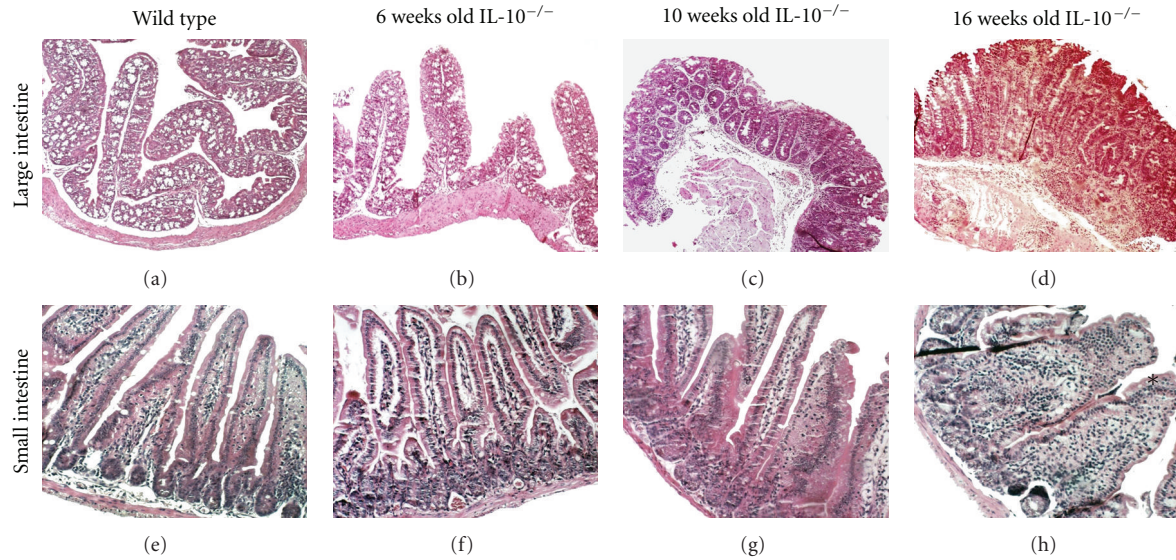 Wild type
6 weeks old IL-10⁻/⁻
10 weeks old IL-10⁻/⁻
16 weeks old IL-10⁻/⁻
Large intestine
(a)
(b)
(c)
(d)
Small intestine
*
(e)
(f)
(g)
(h)